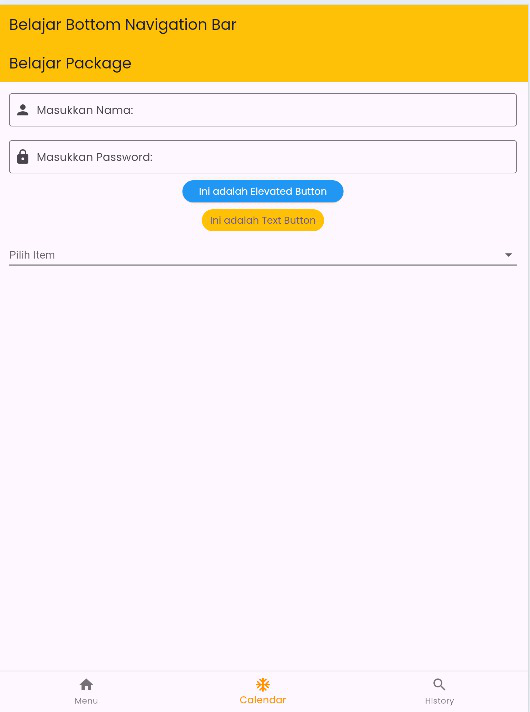 Belajar Bottom Navigation Bar
Belajar Package
Masukkan Nama:
Masukkan Password:
Ini adalah Elevated Button
Ini adalah Text Button
Pilih Item
Menu
Calendar
History